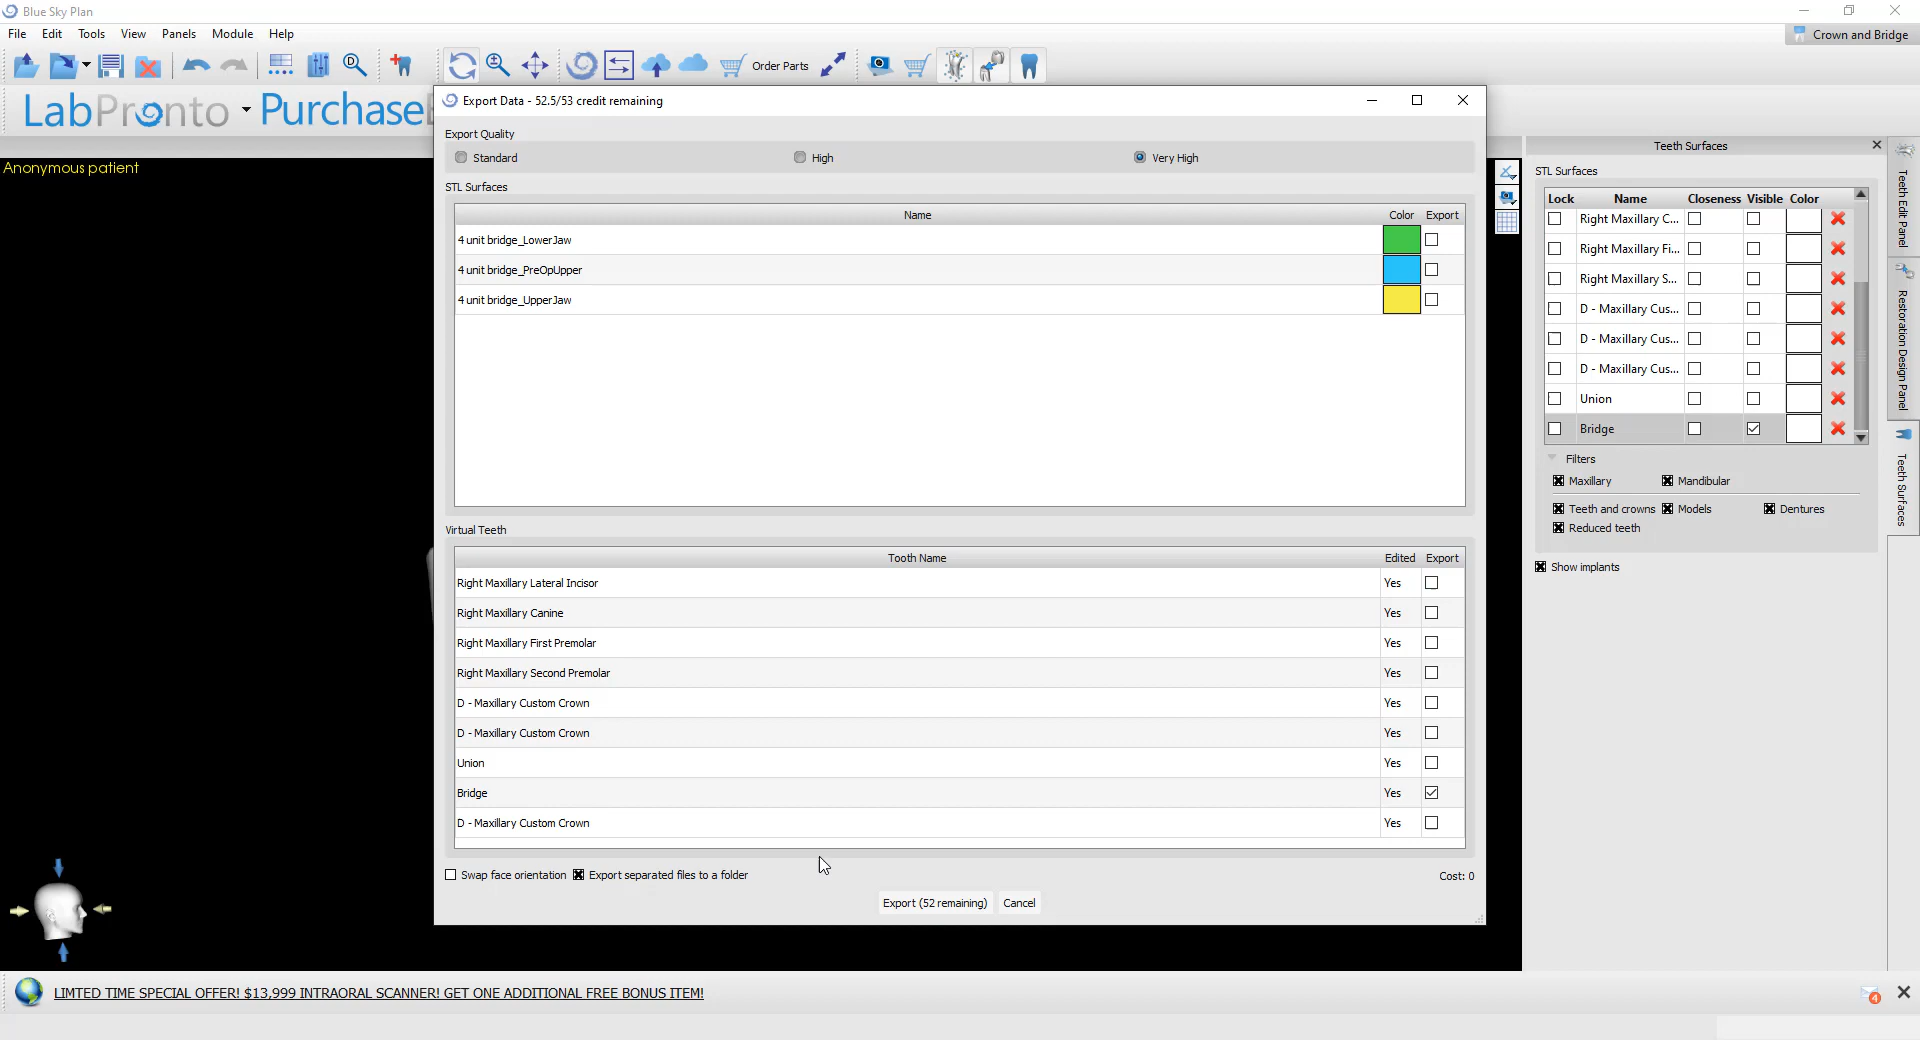 Blue Sky Plan
File Edit Tools View Panels Module Help
Crown and Bridge
D
Order Parts
LabPronto PurchaseE
Export Data - 52.5/53 credit remaining
Export Quality
Standard High Very High
STL Surfaces
Name Color Export
4 unit bridge_LowerJaw
4 unit bridge_PreOpUpper
4 unit bridge_UpperJaw
Virtual Teeth
Tooth Name Edited Export
Right Maxillary Lateral Incisor Yes
Right Maxillary Canine Yes
Right Maxillary First Premolar Yes
Right Maxillary Second Premolar Yes
D - Maxillary Custom Crown Yes
D - Maxillary Custom Crown Yes
Union Yes
Bridge Yes
D - Maxillary Custom Crown Yes
Swap face orientation Export separated files to a folder Cost: 0
Export (52 remaining) Cancel
Anonymous patient
Teeth Surfaces
STL Surfaces
Lock Name Closeness Visible Color
Right Maxillary C...
Right Maxillary Fi...
Right Maxillary S...
D - Maxillary Cus...
D - Maxillary Cus...
D - Maxillary Cus...
Union
Bridge
Filters
Maxillary Mandibular
Teeth and crowns Models Dentures
Reduced teeth
Show implants
Teeth Edit Panel
Restoration Design Panel
Teeth Surfaces
LIMTED TIME SPECIAL OFFER! $13,999 INTRAORAL SCANNER! GET ONE ADDITIONAL FREE BONUS ITEM!
4